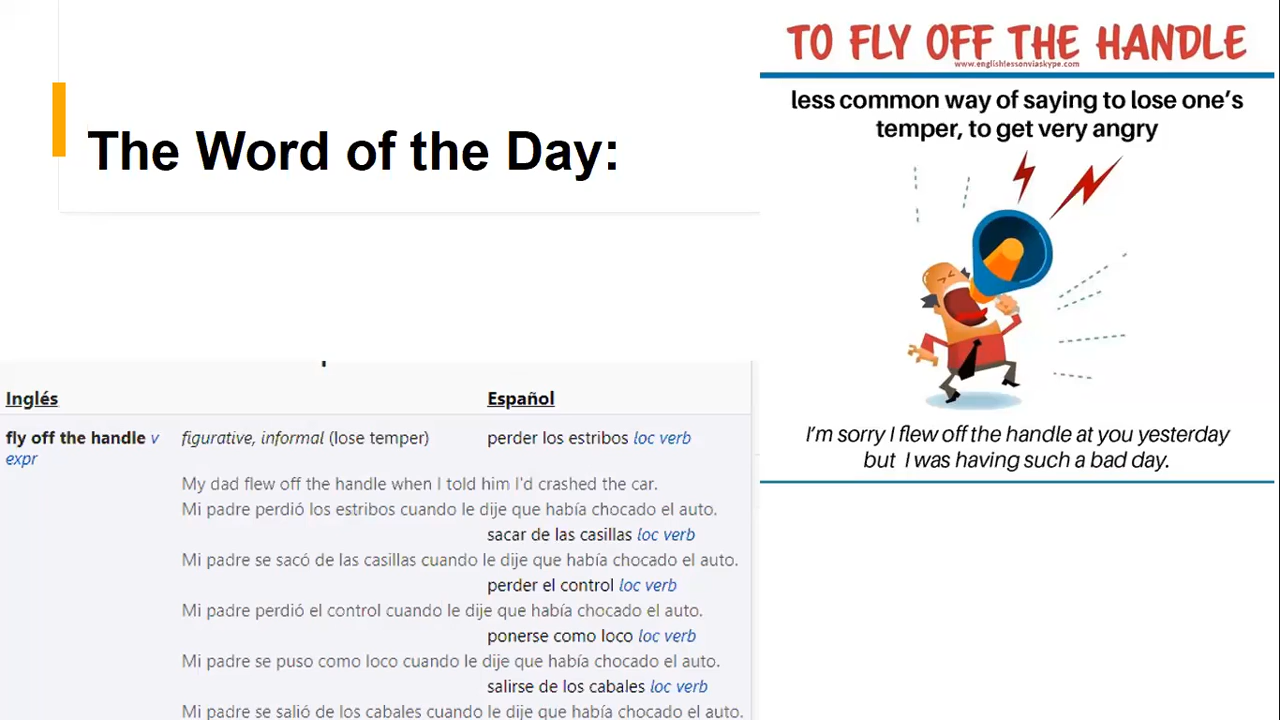 The Word of the Day:
TO FLY OFF THE HANDLE
www.englishlessonviaskype.com
less common way of saying to lose one's
temper, to get very angry
I'm sorry I flew off the handle at you yesterday
but I was having such a bad day.
Inglés Español
fly off the handle v figurative, informal (lose temper) perder los estribos loc verb
expr
My dad flew off the handle when I told him I'd crashed the car.
Mi padre perdió los estribos cuando le dije que había chocado el auto.
sacar de las casillas loc verb
Mi padre se sacó de las casillas cuando le dije que había chocado el auto.
perder el control loc verb
Mi padre perdió el control cuando le dije que había chocado el auto.
ponerse como loco loc verb
Mi padre se puso como loco cuando le dije que había chocado el auto.
salirse de los cabales loc verb
Mi padre se salió de los cabales cuando le dije que había chocado el auto.